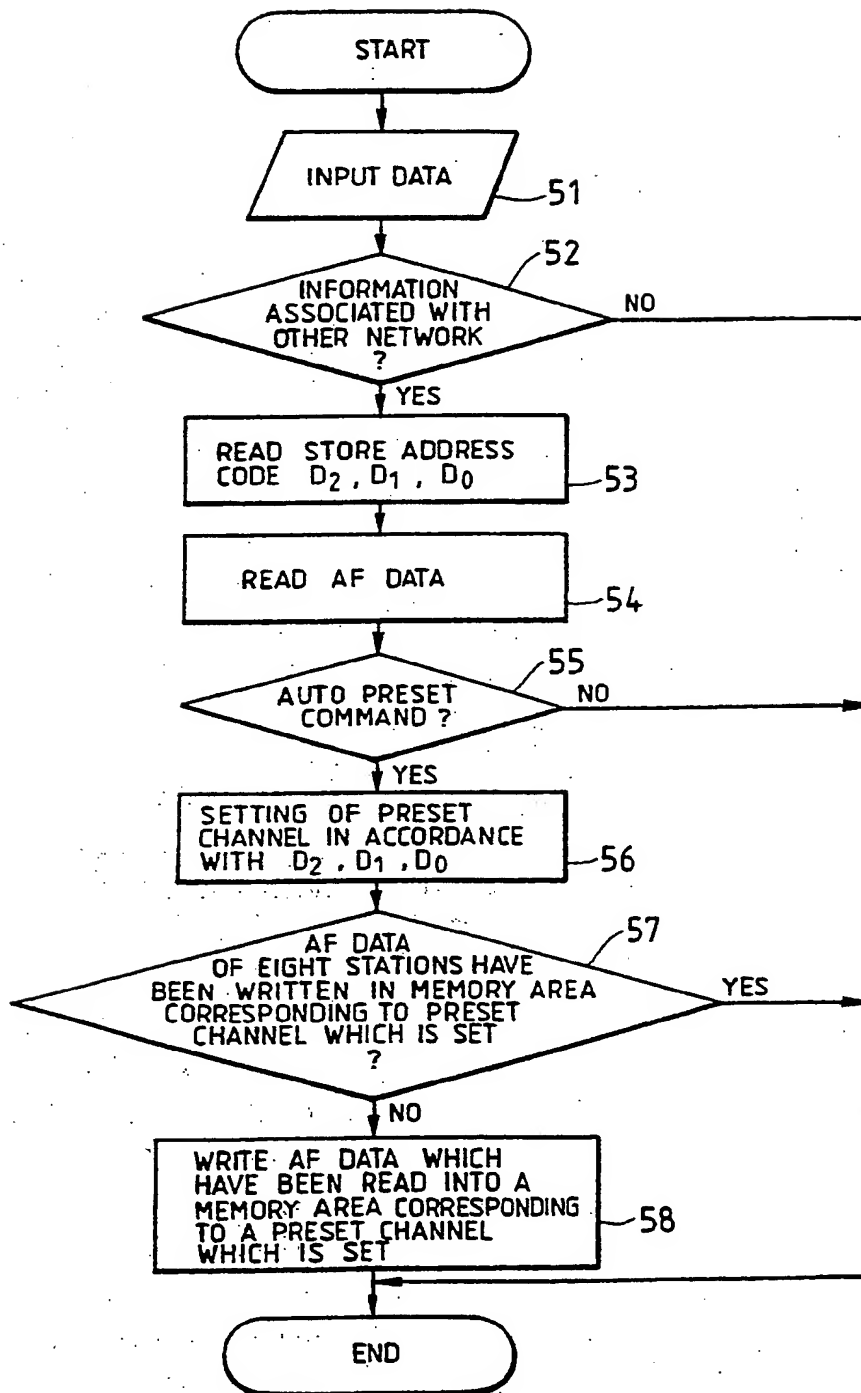 START
INPUT DATA
51
52
INFORMATION
ASSOCIATED WITH
OTHER NETWORK
?
NO
YES
READ STORE ADDRESS
CODE D2, D1, D0
53
READ AF DATA
54
55
AUTO PRESET
COMMAND ?
NO
YES
SETTING OF PRESET
CHANNEL IN ACCORDANCE
WITH D2, D1, D0
56
57
AF DATA
OF EIGHT STATIONS HAVE
BEEN WRITTEN IN MEMORY AREA
CORRESPONDING TO PRESET
CHANNEL WHICH IS SET
?
YES
NO
WRITE AF DATA WHICH
HAVE BEEN READ INTO A
MEMORY AREA CORRESPONDING
TO A PRESET CHANNEL
WHICH IS SET
58
END